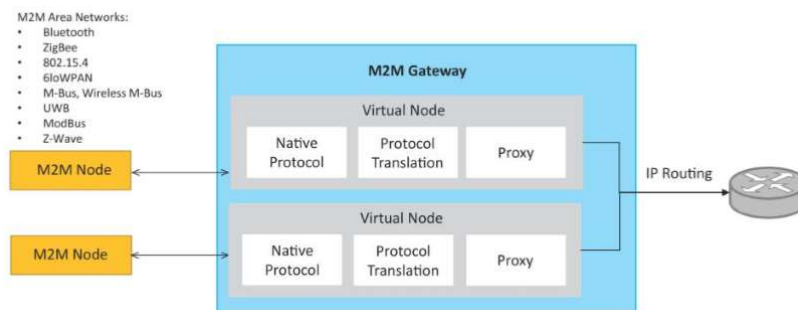 M2M Area Networks:
• Bluetooth
• ZigBee
• 802.15.4
• 6loWPAN
• M-Bus, Wireless M-Bus
• UWB
• ModBus
• Z-Wave
M2M Gateway
Virtual Node
Native
Protocol
Protocol
Translation
Proxy
M2M Node
IP Routing
Virtual Node
Native
Protocol
Protocol
Translation
Proxy
M2M Node